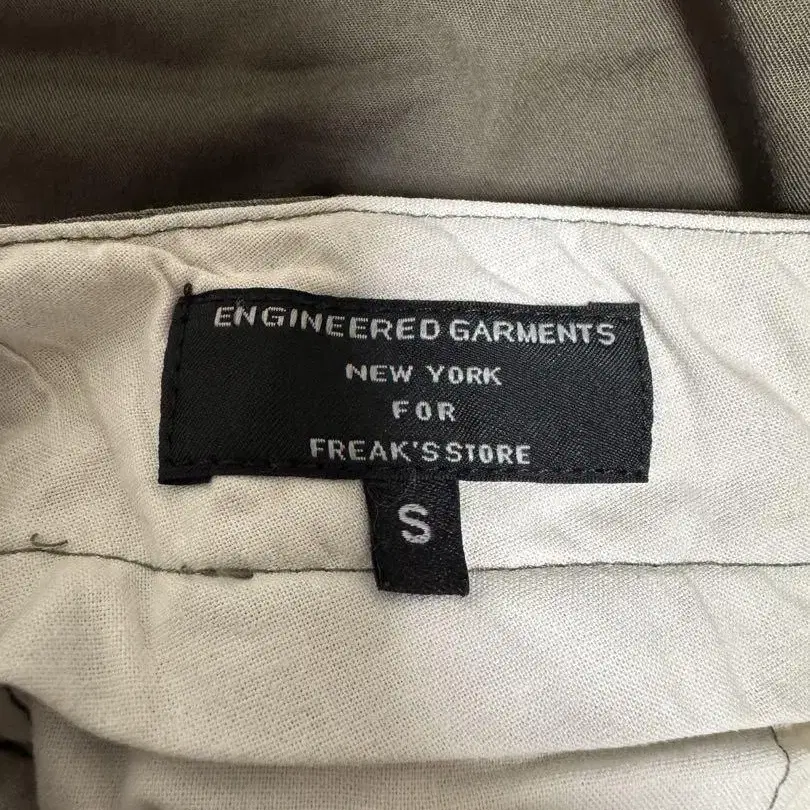 ENGINEERED GARMENTS
NEW YORK
FOR
FREAK'S STORE
S